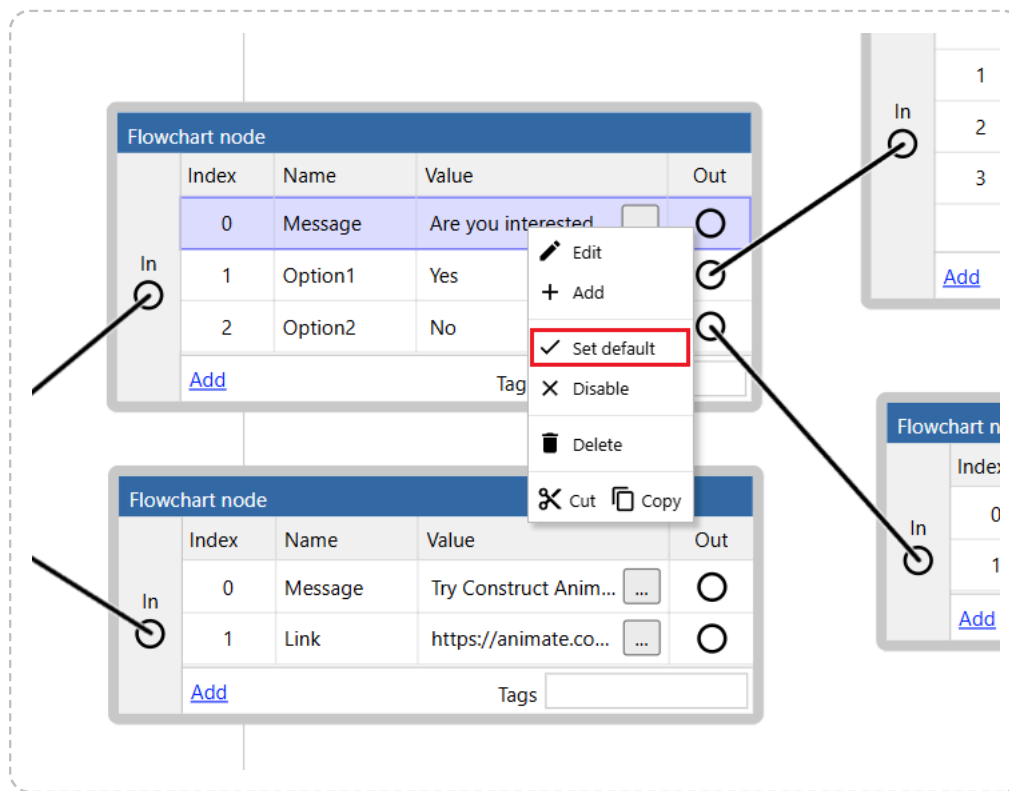 Flowchart node
Index Name Value Out
0 Message Are you interested
In
1 Option1 Yes
2 Option2 No
Add Tag
Edit
Add
Set default
Disable
Delete
Cut Copy
Flowchart node
Index Name Value Out
0 Message Try Construct Anim... ...
In
1 Link https://animate.co... ...
Add Tags
1
In
2
3
Add
Flowchart n
Index
0
In
1
Add